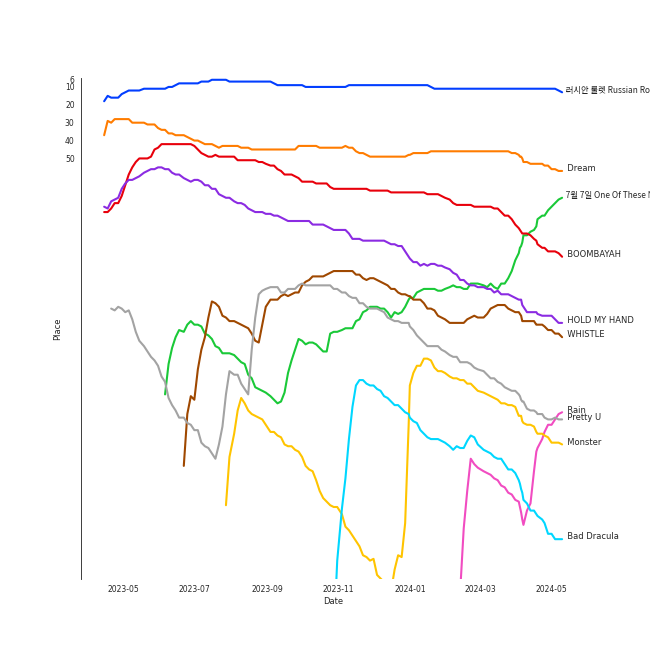 6
10
20
30
40
50
Place
러시안 룰렛 Russian Ro
Dream
7월 7일 One Of These N
BOOMBAYAH
HOLD MY HAND
WHISTLE
Rain
Pretty U
Monster
Bad Dracula
2023-05 2023-07 2023-09 2023-11 2024-01 2024-03 2024-05
Date